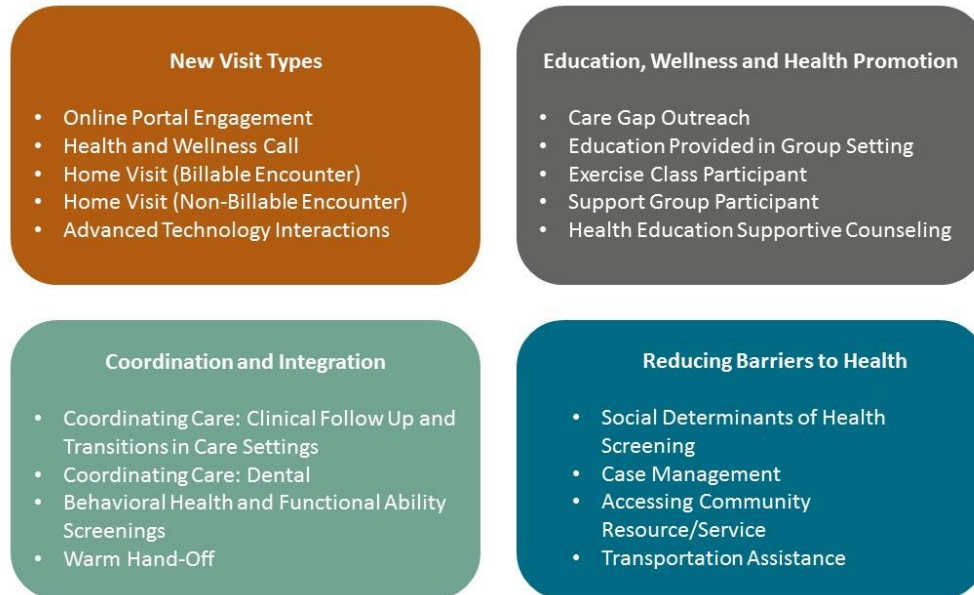 New Visit Types
• Online Portal Engagement
• Health and Wellness Call
• Home Visit (Billable Encounter)
• Home Visit (Non-Billable Encounter)
• Advanced Technology Interactions
Education, Wellness and Health Promotion
• Care Gap Outreach
• Education Provided in Group Setting
• Exercise Class Participant
• Support Group Participant
• Health Education Supportive Counseling
Coordination and Integration
• Coordinating Care: Clinical Follow Up and
Transitions in Care Settings
• Coordinating Care: Dental
• Behavioral Health and Functional Ability
Screenings
• Warm Hand-Off
Reducing Barriers to Health
• Social Determinants of Health
Screening
• Case Management
• Accessing Community
Resource/Service
• Transportation Assistance